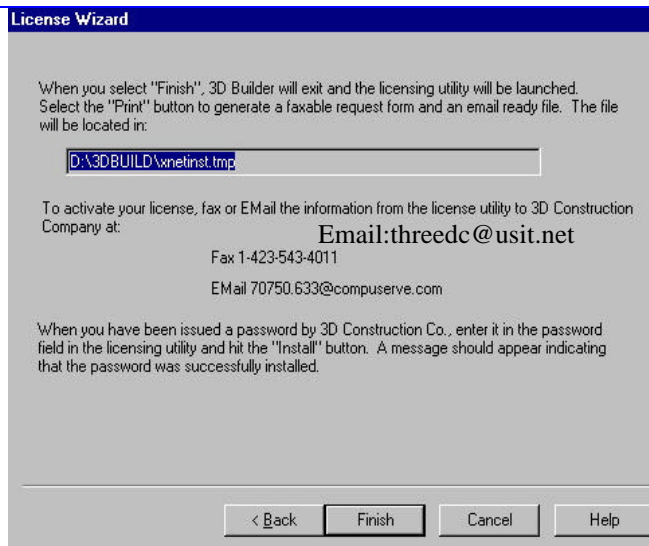 License Wizard
When you select "Finish", 3D Builder will exit and the licensing utility will be launched.
Select the "Print" button to generate a faxable request form and an email ready file. The file
will be located in:
D:\3DBUILD\xnetinst.tmp
To activate your license, fax or EMail the information from the license utility to 3D Construction
Company at:
Email:threedc@usit.net
Fax 1-423-543-4011
EMail 70750.633@compuserve.com
When you have been issued a password by 3D Construction Co., enter it in the password
field in the licensing utility and hit the "Install" button. A message should appear indicating
that the password was successfully installed.
< Back Finish Cancel Help